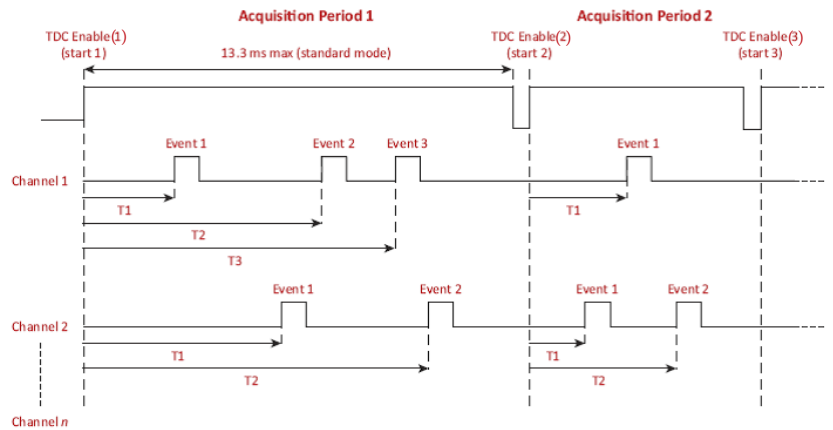 Acquisition Period 1
Acquisition Period 2
TDC Enable(1)
(start 1)
13.3 ms max (standard mode)
TDC Enable(2)
(start 2)
TDC Enable(3)
(start 3)
Event 1
Event 2
Event 3
Event 1
Channel 1
T1
T1
T2
T3
Event 1
Event 2
Event 1
Event 2
Channel 2
T1
T1
T2
T2
Channel n